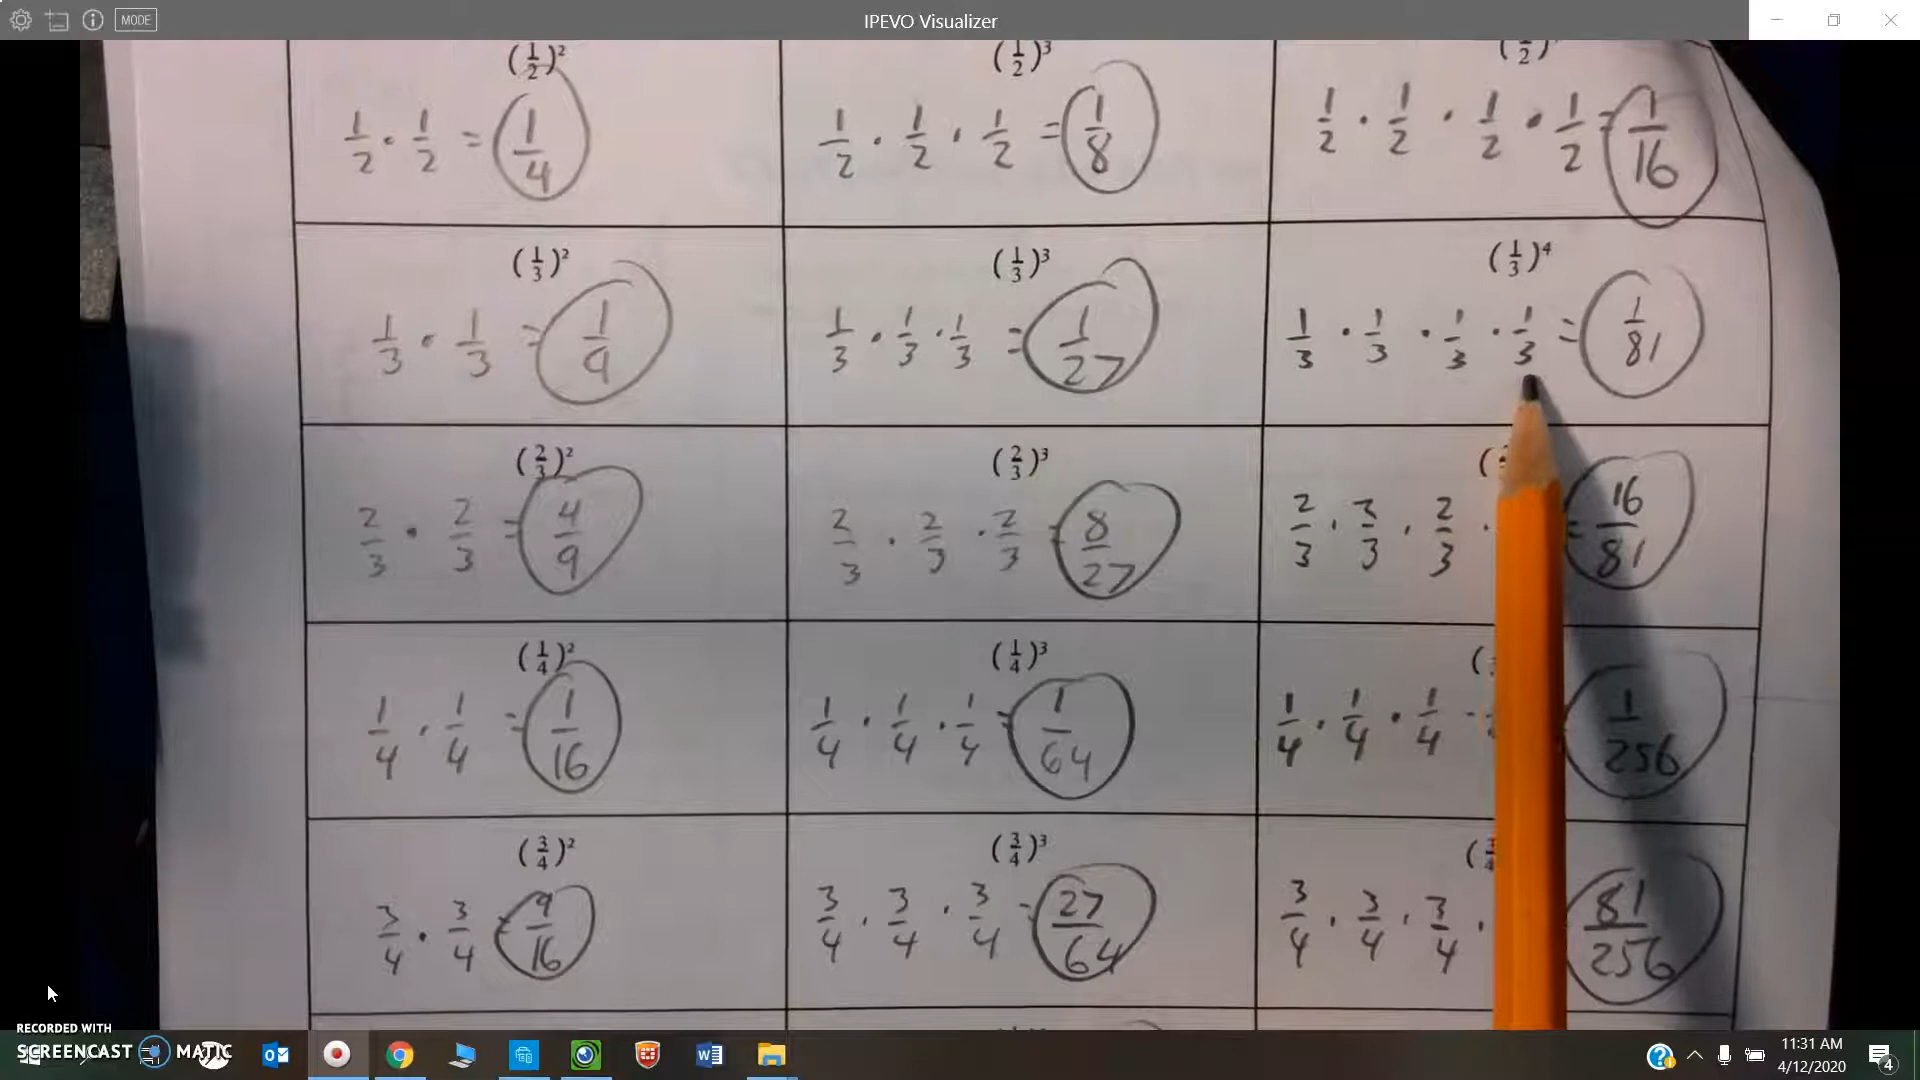 MODE
IPEVO Visualizer
(1/2)²
1/2 · 1/2 = 1/4
(1/2)³
1/2 · 1/2 · 1/2 = 1/8
1/2 · 1/2 · 1/2 · 1/2 = 1/16
(1/3)²
1/3 · 1/3 = 1/9
(1/3)³
1/3 · 1/3 · 1/3 = 1/27
(1/3)⁴
1/3 · 1/3 · 1/3 · 1/3 = 1/81
(2/3)²
2/3 · 2/3 = 4/9
(2/3)³
2/3 · 2/3 · 2/3 = 8/27
2/3 · 2/3 · 2/3 · = 16/81
(1/4)²
1/4 · 1/4 = 1/16
(1/4)³
1/4 · 1/4 · 1/4 = 1/64
1/4 · 1/4 · 1/4 · 1/256
(3/4)²
3/4 · 3/4 = 9/16
(3/4)³
3/4 · 3/4 · 3/4 = 27/64
3/4 · 3/4 · 3/4 · 81/256
RECORDED WITH
SCREENCAST MATIC
11:31 AM
4/12/2020
4